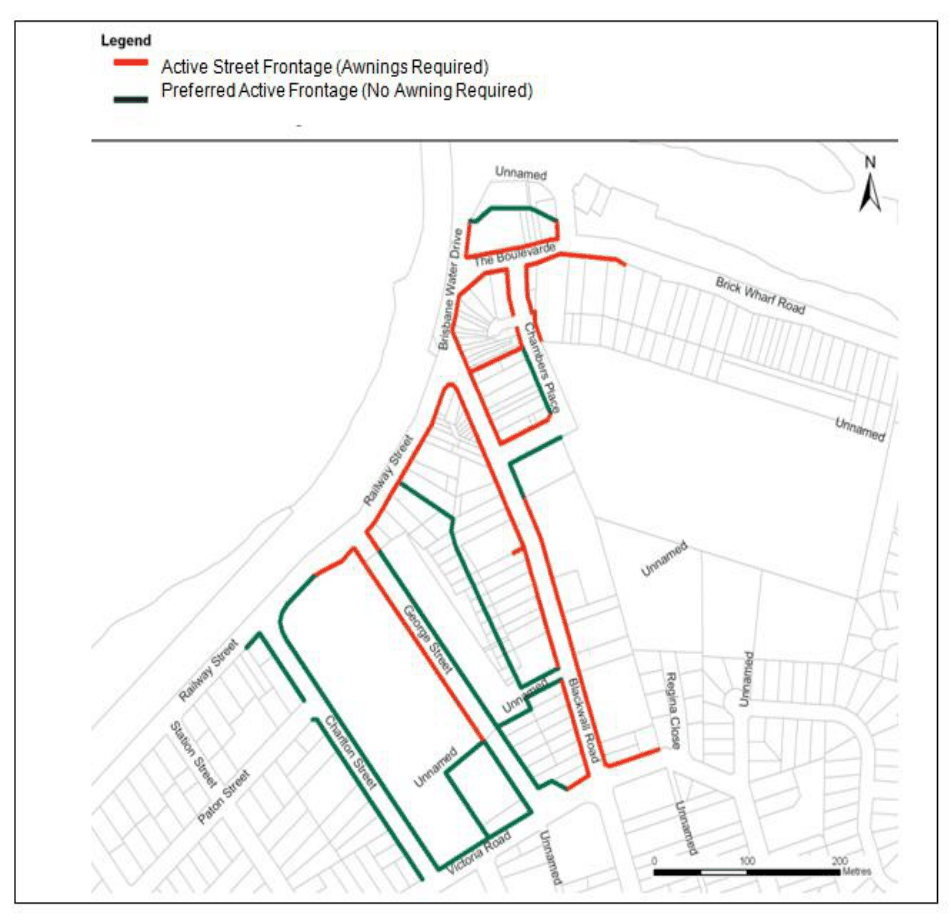 Legend
Active Street Frontage (Awnings Required)
Preferred Active Frontage (No Awning Required)
N
Unnamed
Brisbane Water Drive
The Boulevarde
Brick Wharf Road
Chambers Place
Unnamed
Railway Street
Unnamed
George Street
Railway Street
Unnamed
Unnamed
Regina Close
Blackwall Road
Station Street
Charlton Street
Unnamed
Paton Street
Victoria Road
Unnamed
Unnamed
0 100 200
Metres